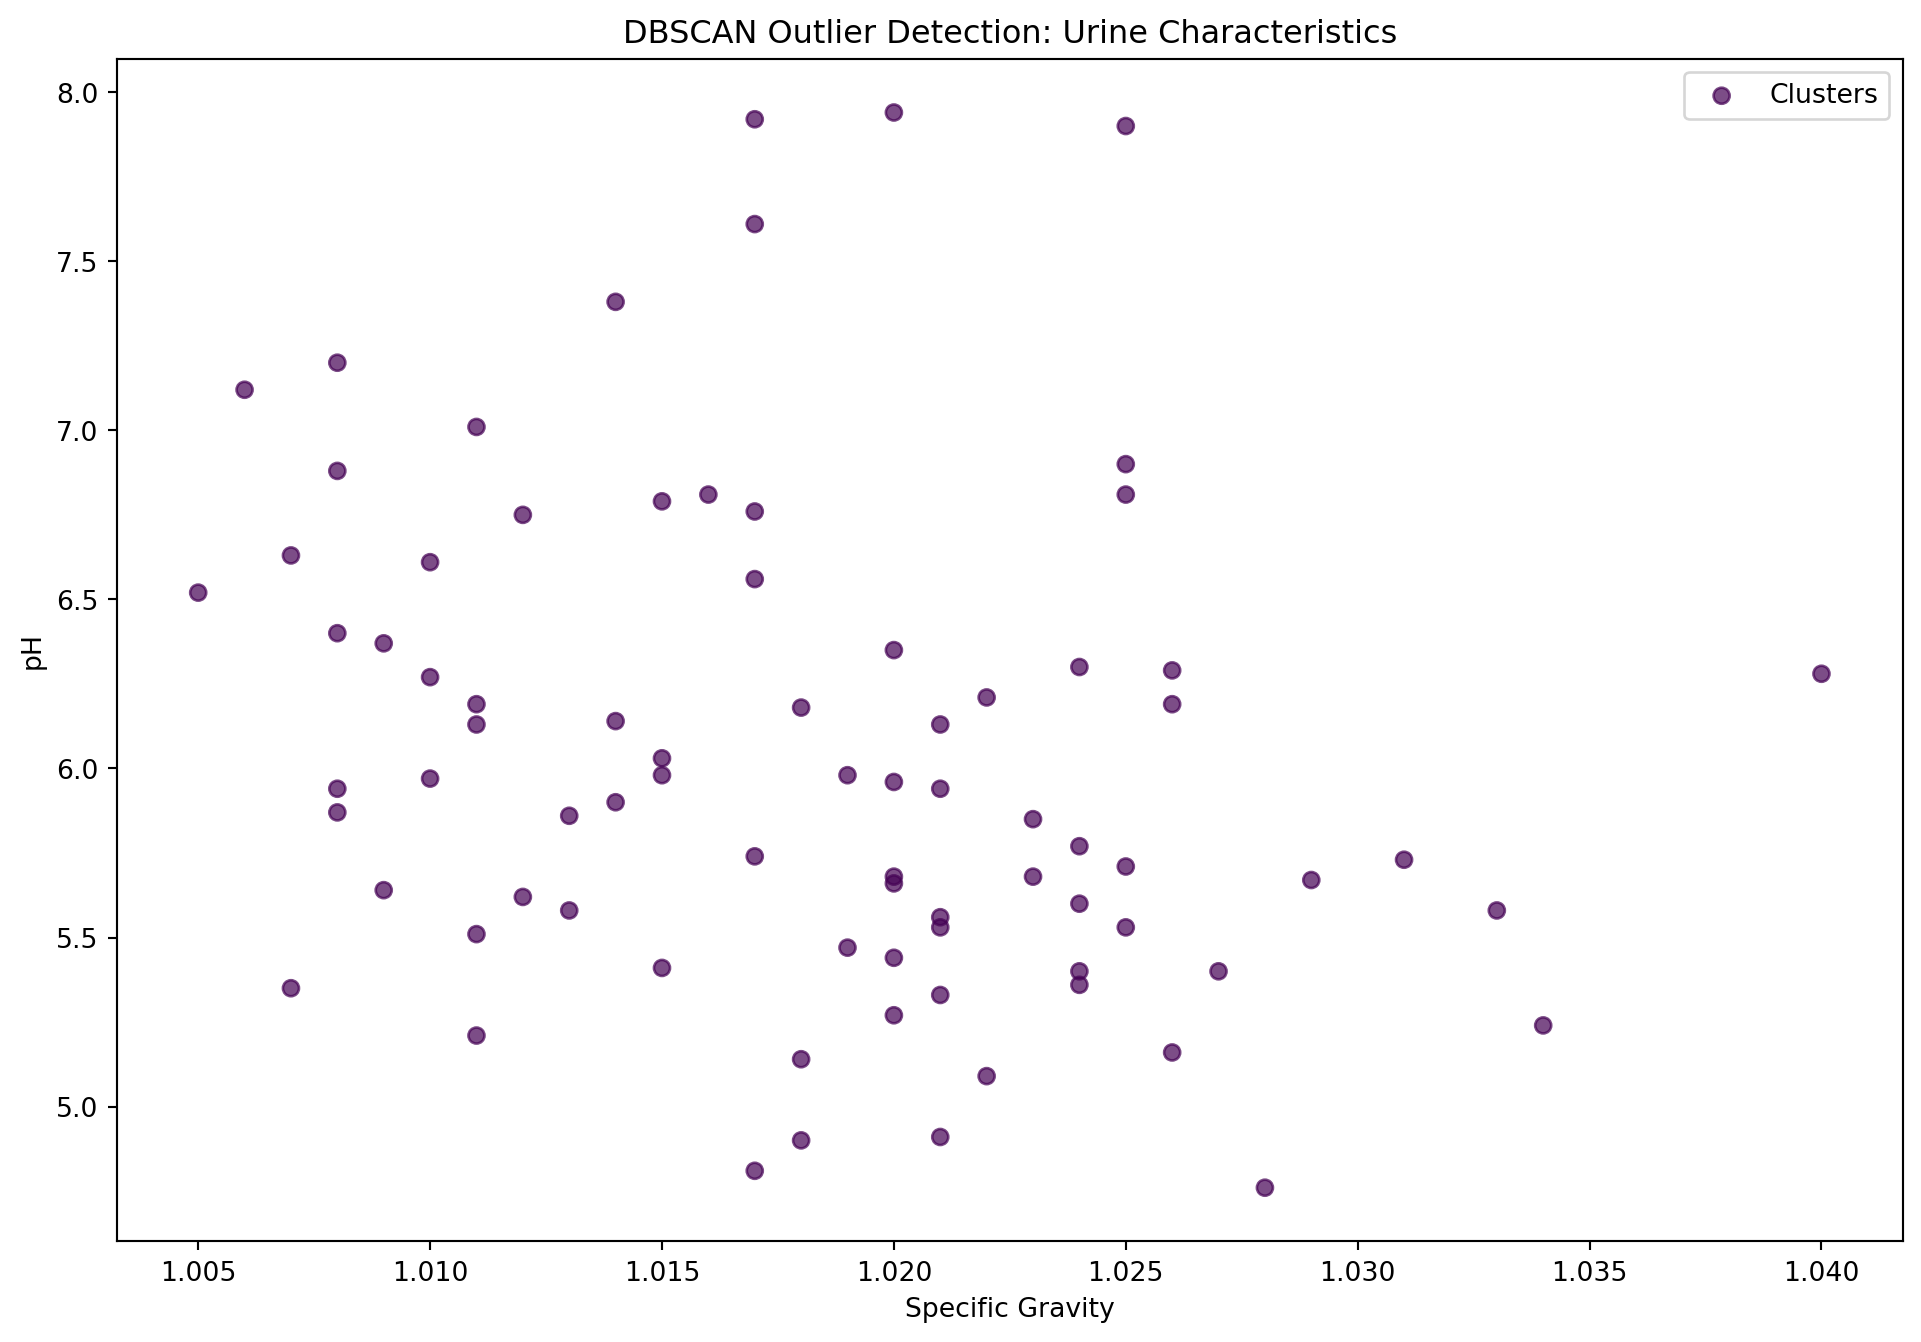 DBSCAN Outlier Detection: Urine Characteristics
Clusters
8.0
7.5
7.0
6.5
6.0
5.5
5.0
pH
1.005 1.010 1.015 1.020 1.025 1.030 1.035 1.040
Specific Gravity